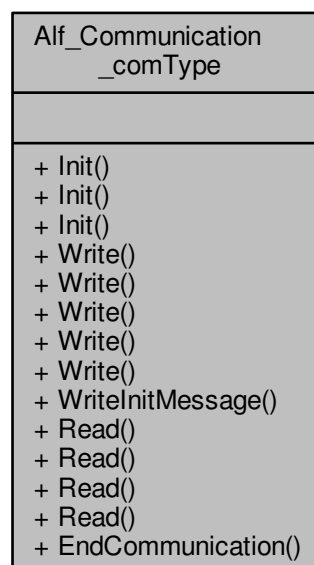 Alf_Communication
_comType
+ Init()
+ Init()
+ Init()
+ Write()
+ Write()
+ Write()
+ Write()
+ Write()
+ WriteInitMessage()
+ Read()
+ Read()
+ Read()
+ Read()
+ EndCommunication()